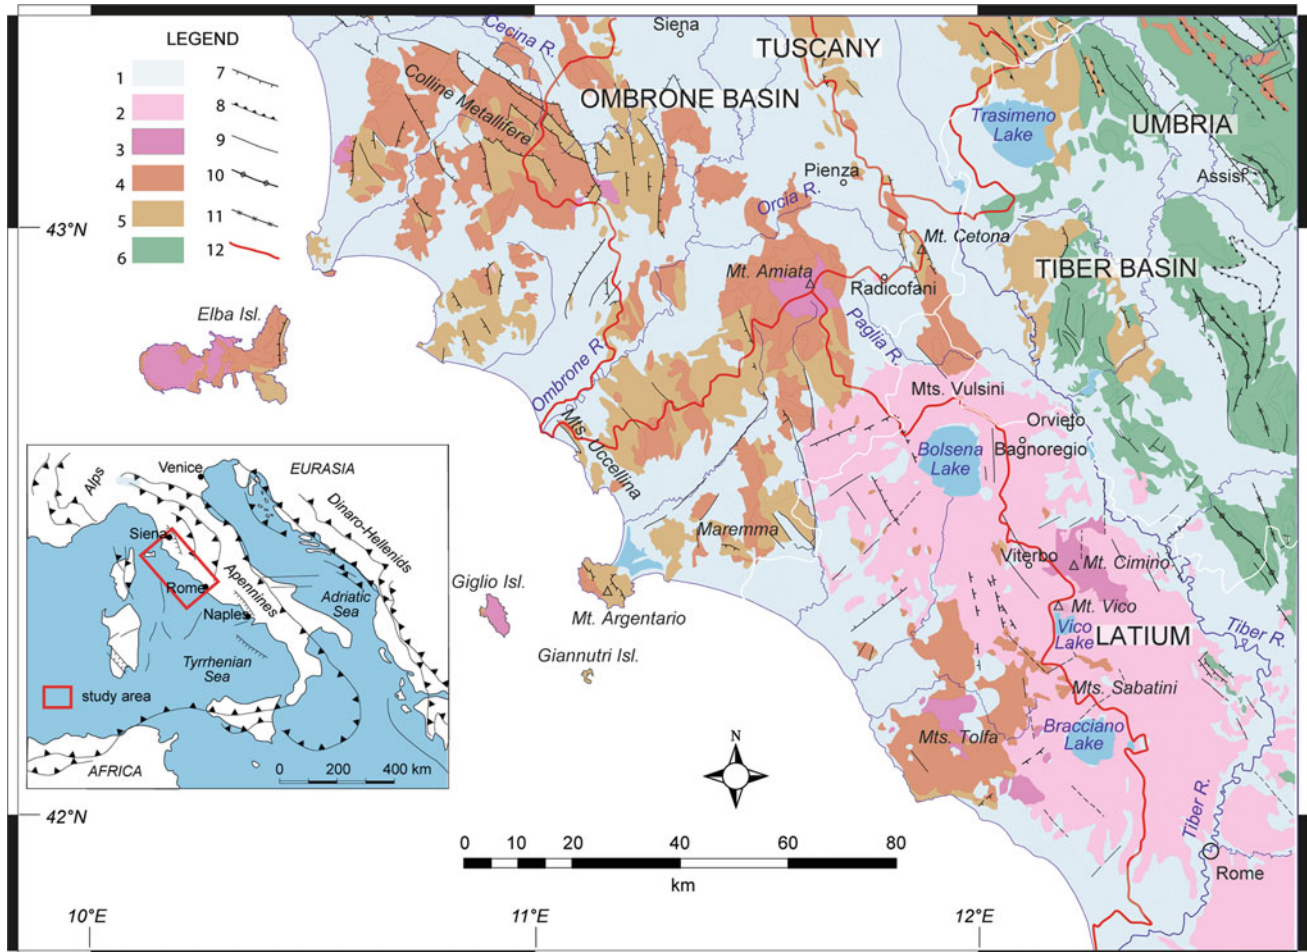 LEGEND
1
2
3
4
5
6
7
8
9
10
11
12
Siena
Cecina R.
TUSCANY
Colline Metallifere
OMBRONE BASIN
Trasimeno
Lake
UMBRIA
Assisi
Pienza
Orcia R.
43°N
Mt. Cetona
Mt. Amiata
Radicofani
TIBER BASIN
Elba Isl.
Paglia R.
Ombrone R.
Mts. Vulsini
Orvieto
Mts. Uccellina
Bolsena
Lake
Bagnoregio
Maremma
Viterbo
Mt. Cimino
Giglio Isl.
Mt. Argentario
Mt. Vico
Vico
Lake
LATIUM
Tiber R.
Giannutri Isl.
Mts. Sabatini
Mts. Tolfa
Bracciano
Lake
Tiber R.
Rome
N
42°N
0 10 20 40 60 80
km
10°E
11°E
12°E
Alps
Venice
EURASIA
Dinaro-Hellenids
Siena
Rome
Apennines
Adriatic
Sea
Naples
Tyrrhenian
Sea
study area
AFRICA
0 200 400 km